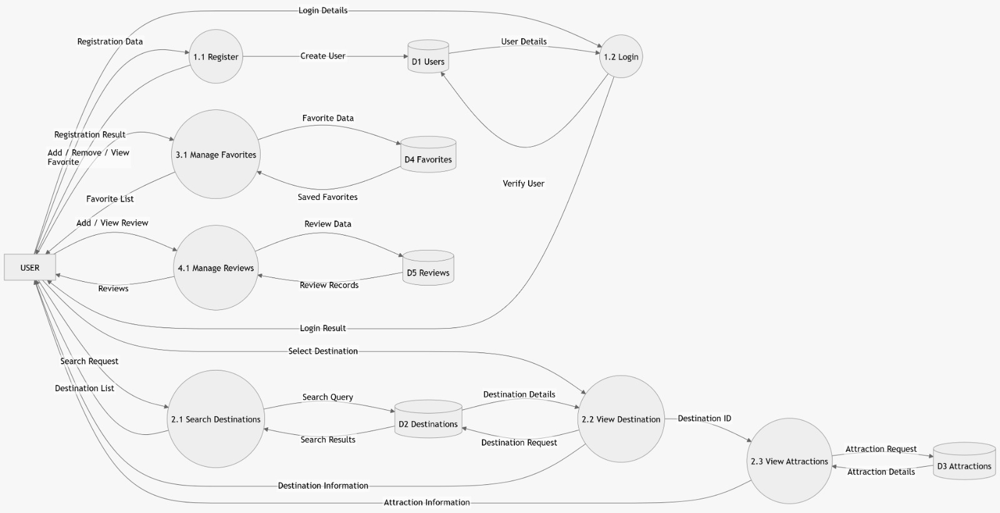 Login Details
Registration Data
User Details
1.1 Register
Create User
D1 Users
1.2 Login
Favorite Data
Registration Result
Add / Remove / View
Favorite
3.1 Manage Favorites
D4 Favorites
Verify User
Saved Favorites
Favorite List
Add / View Review
Review Data
USER
4.1 Manage Reviews
D5 Reviews
Review Records
Reviews
Login Result
Select Destination
Search Request
Destination List
Search Query
Destination Details
2.1 Search Destinations
D2 Destinations
2.2 View Destination
Destination ID
Search Results
Destination Request
Attraction Request
2.3 View Attractions
D3 Attractions
Attraction Details
Destination Information
Attraction Information